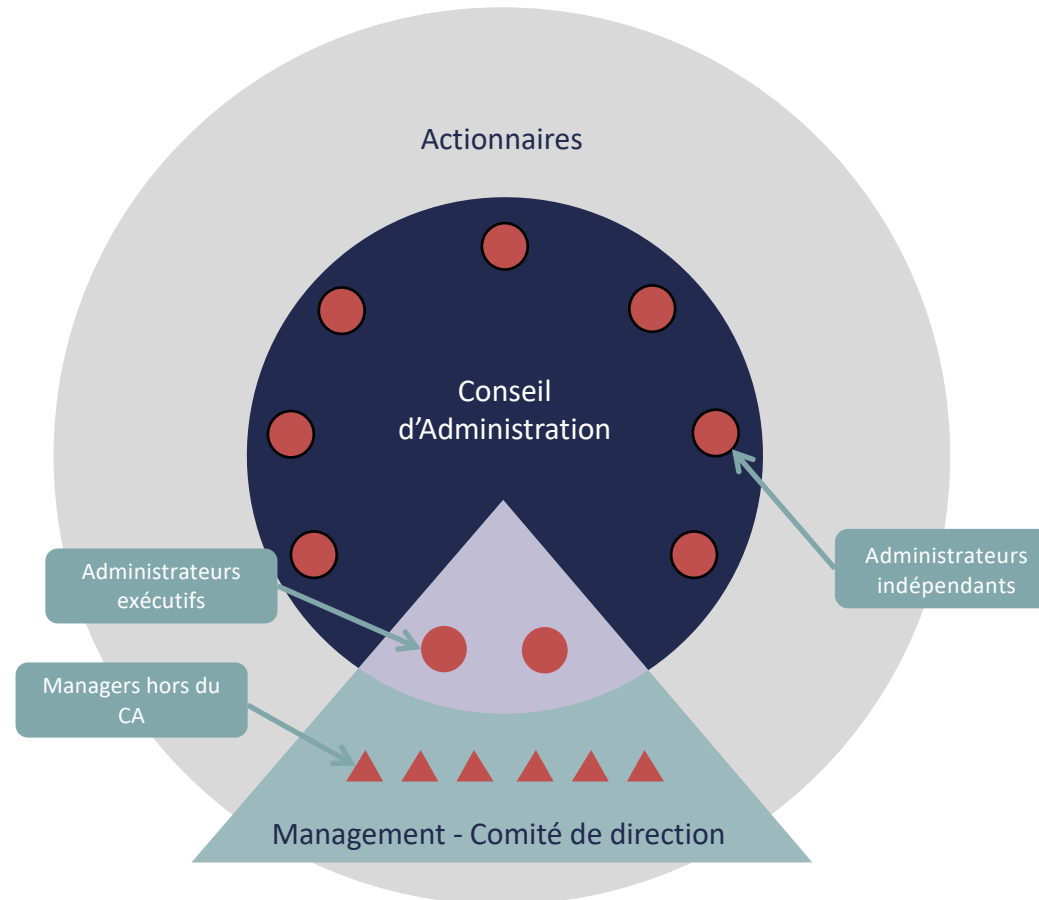 Actionnaires
Conseil
d’Administration
Administrateurs
exécutifs
Administrateurs
indépendants
Managers hors du
CA
Management - Comité de direction